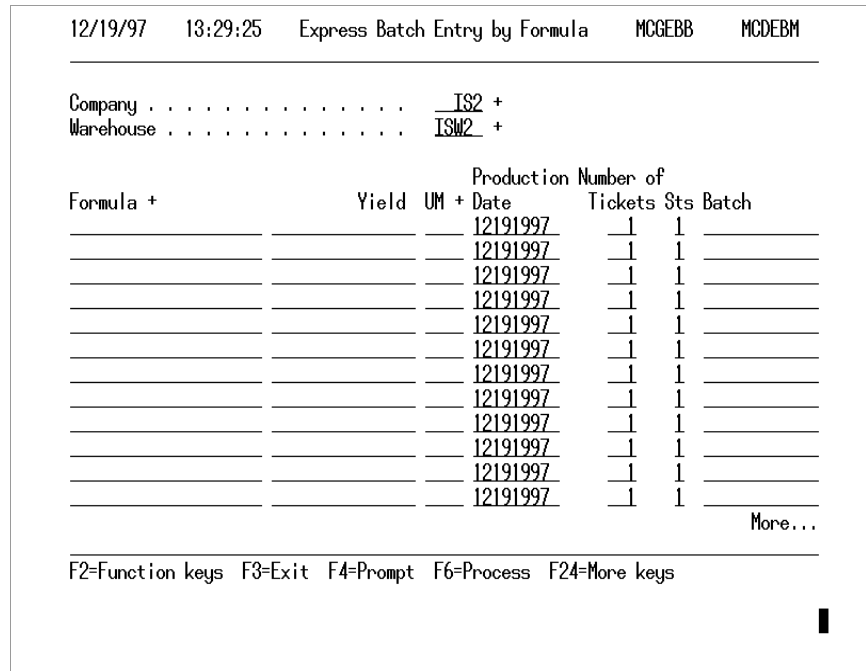 12/19/97 13:29:25 Express Batch Entry by Formula MCGEBB MCDEBM
Company . . . . . . . . . . . . . . IS2 +
Warehouse . . . . . . . . . . . . . ISW2 +
Production Number of
Formula + Yield UM + Date Tickets Sts Batch
12191997 1 1
12191997 1 1
12191997 1 1
12191997 1 1
12191997 1 1
12191997 1 1
12191997 1 1
12191997 1 1
12191997 1 1
12191997 1 1
12191997 1 1
12191997 1 1
More...
F2=Function keys F3=Exit F4=Prompt F6=Process F24=More keys